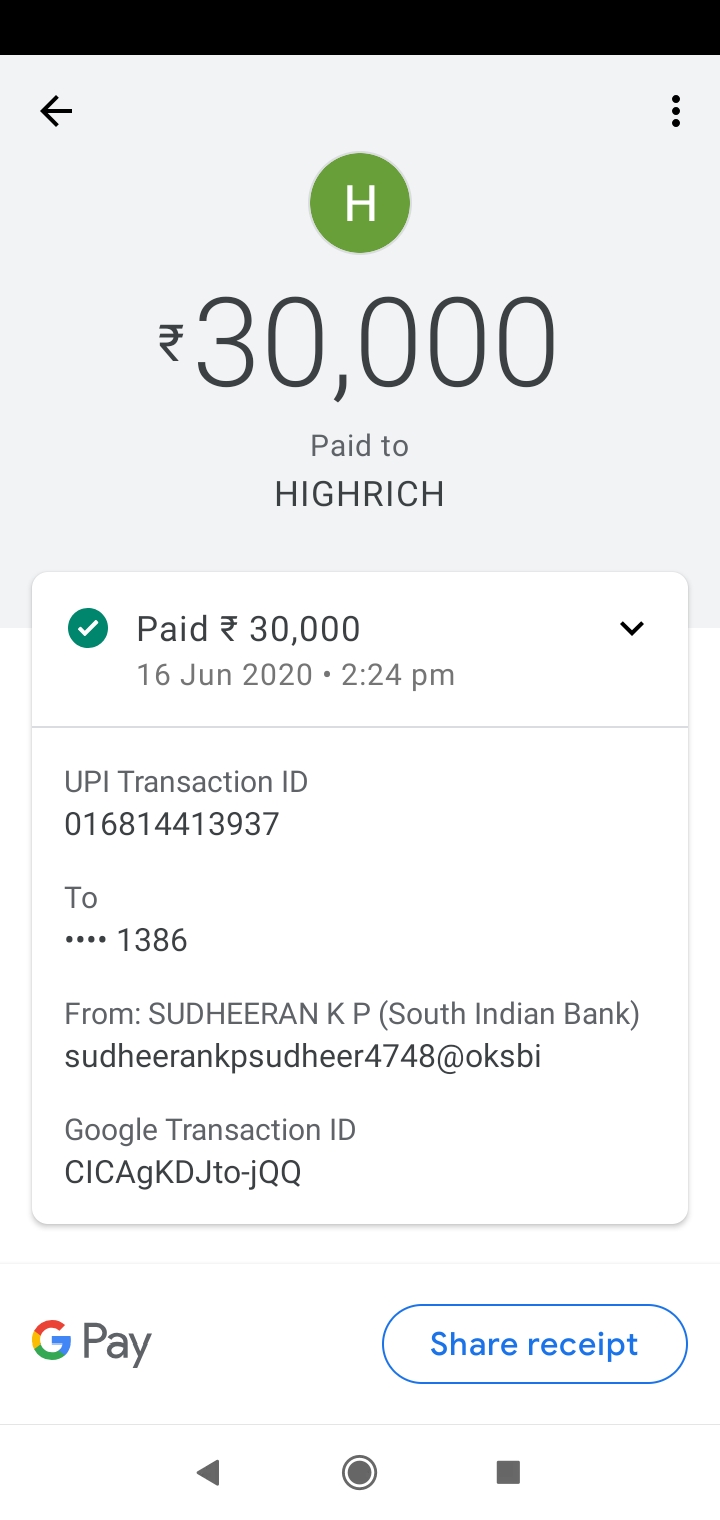 H
₹30,000
Paid to
HIGHRICH
Paid ₹ 30,000
16 Jun 2020 • 2:24 pm
UPI Transaction ID
016814413937
To
•••• 1386
From: SUDHEERAN K P (South Indian Bank)
sudheerankpsudheer4748@oksbi
Google Transaction ID
CICAgKDJto-jQQ
G Pay
Share receipt